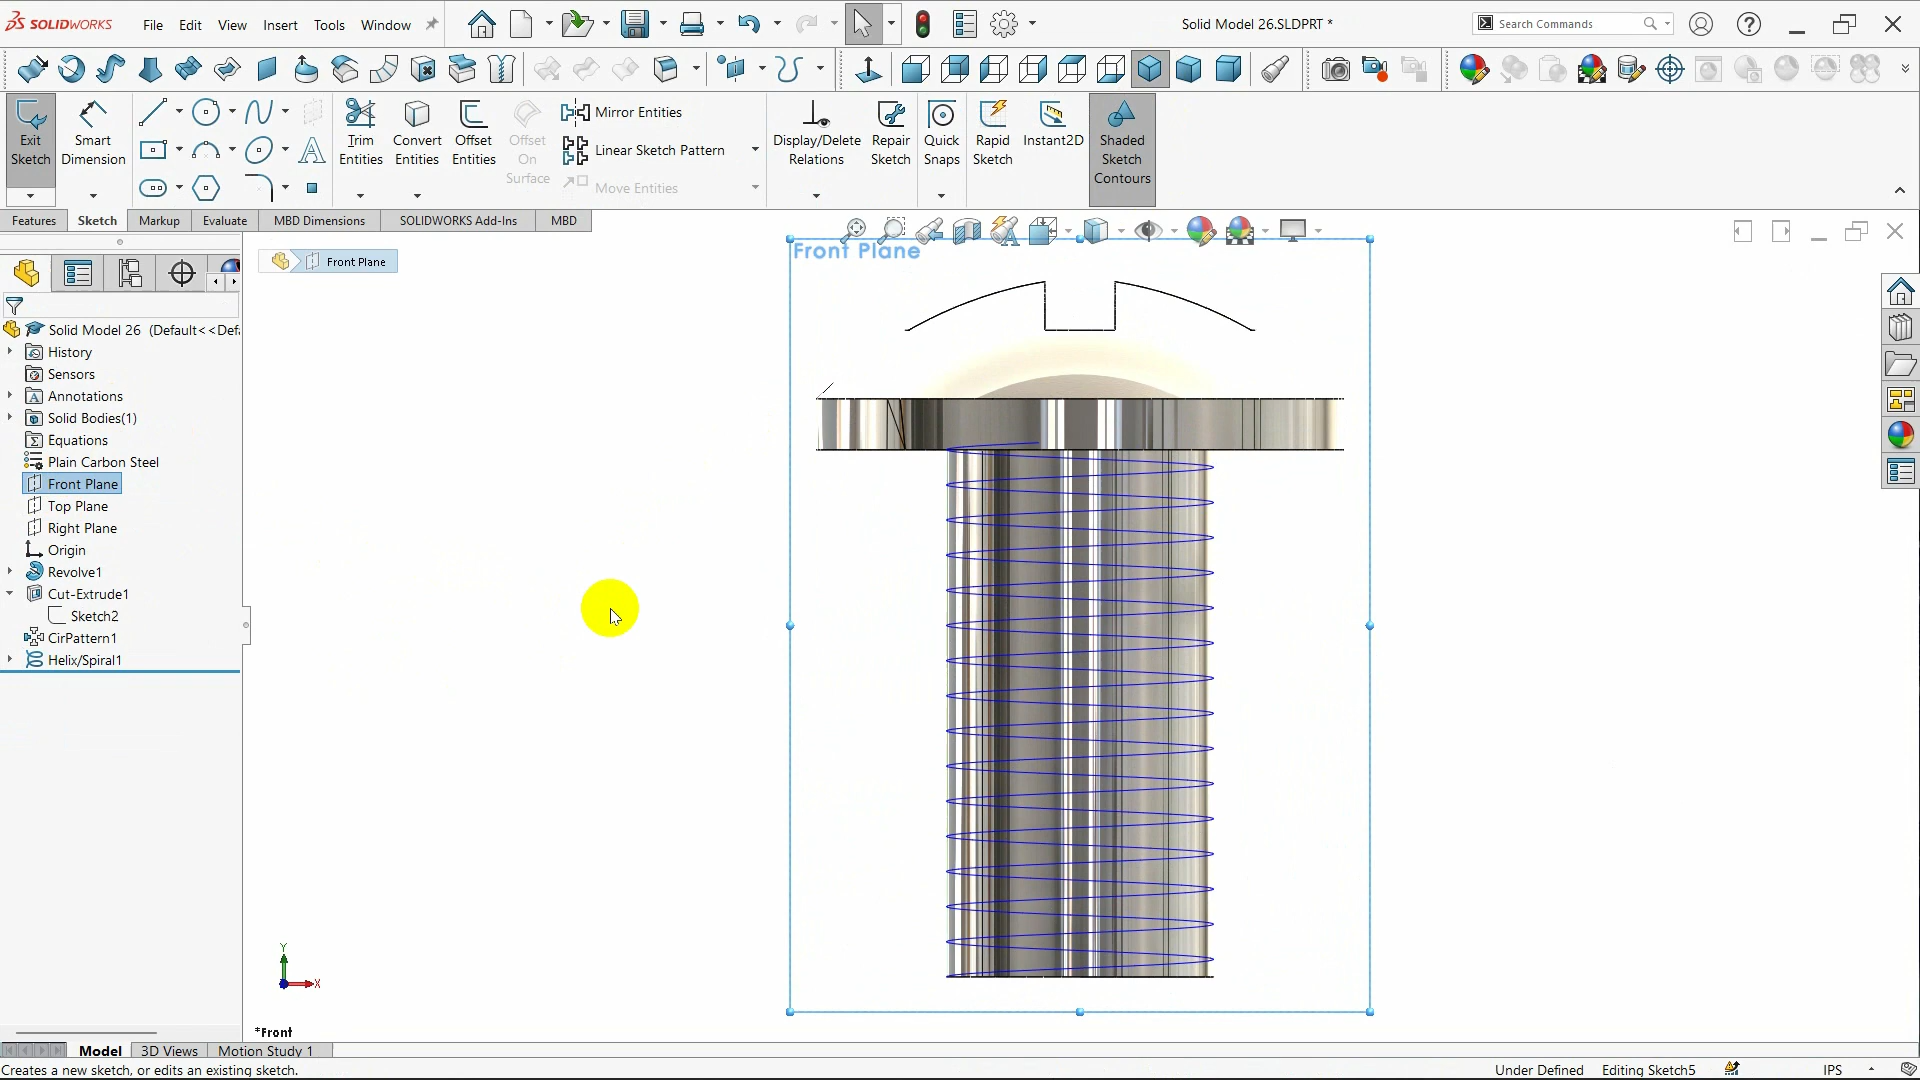 SOLIDWORKS
File
Edit
View
Insert
Tools
Window
Solid Model 26.SLDPRT *
Search Commands
Exit Sketch
Smart Dimension
Trim Entities
Convert Entities
Offset Entities
Offset On Surface
Mirror Entities
Linear Sketch Pattern
Move Entities
Display/Delete Relations
Repair Sketch
Quick Snaps
Rapid Sketch
Instant2D
Shaded Sketch Contours
Features
Sketch
Markup
Evaluate
MBD Dimensions
SOLIDWORKS Add-Ins
MBD
Front Plane
Front Plane
Solid Model 26 (Default<<Defa
History
Sensors
Annotations
Solid Bodies(1)
Equations
Plain Carbon Steel
Front Plane
Top Plane
Right Plane
Origin
Revolve1
Cut-Extrude1
Sketch2
CirPattern1
Helix/Spiral1
Y
X
*Front
Model
3D Views
Motion Study 1
Creates a new sketch, or edits an existing sketch.
Under Defined
Editing Sketch5
IPS